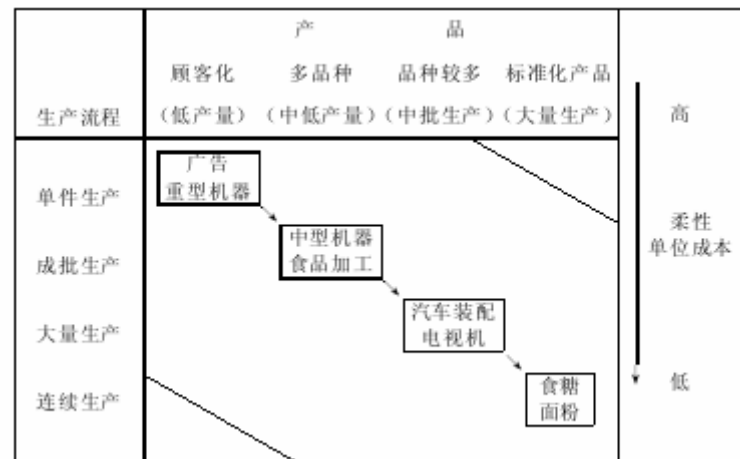 产 品
顾客化 多品种 品种较多 标准化产品
生产流程 （低产量） （中低产量） （中批生产） （大量生产） 高
广告
单件生产 重型机器
柔性
中型机器 单位成本
成批生产 食品加工
汽车装配
大量生产 电视机
食糖 低
连续生产 面粉